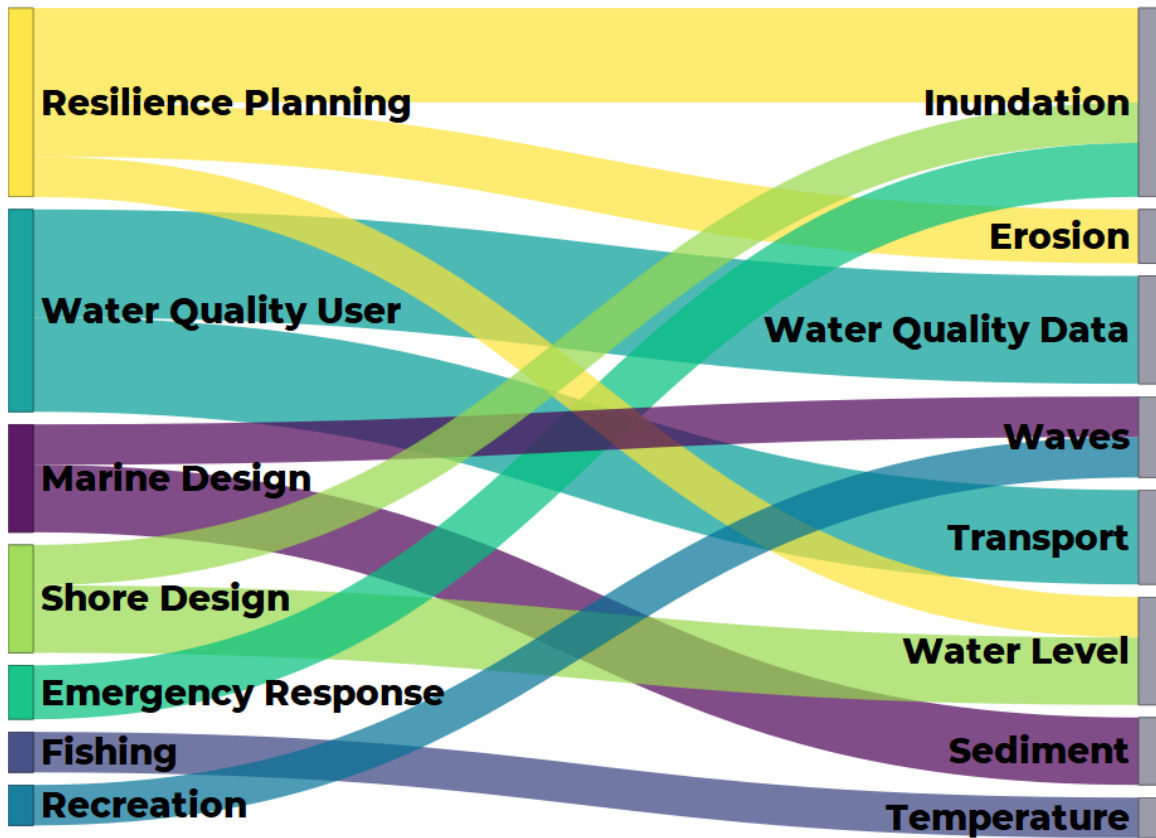 Resilience Planning
Water Quality User
Marine Design
Shore Design
Emergency Response
Fishing
Recreation
Inundation
Erosion
Water Quality Data
Waves
Transport
Water Level
Sediment
Temperature